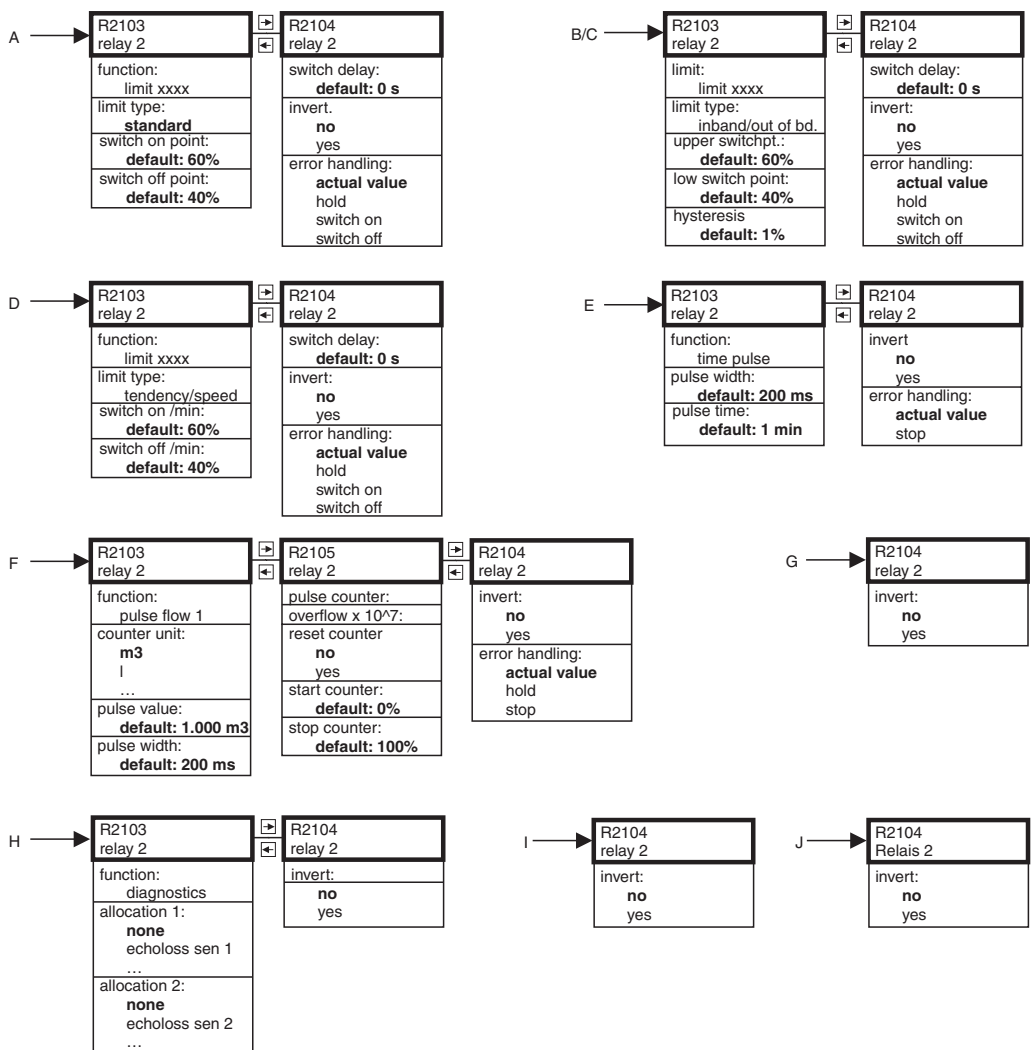 A
R2103
relay 2
function:
limit xxxx
limit type:
standard
switch on point:
default: 60%
switch off point:
default: 40%
R2104
relay 2
switch delay:
default: 0 s
invert.
no
yes
error handling:
actual value
hold
switch on
switch off
B/C
R2103
relay 2
limit:
limit xxxx
limit type:
inband/out of bd.
upper switchpt.:
default: 60%
low switch point:
default: 40%
hysteresis
default: 1%
R2104
relay 2
switch delay:
default: 0 s
invert:
no
yes
error handling:
actual value
hold
switch on
switch off
D
R2103
relay 2
function:
limit xxxx
limit type:
tendency/speed
switch on /min:
default: 60%
switch off /min:
default: 40%
R2104
relay 2
switch delay:
default: 0 s
invert:
no
yes
error handling:
actual value
hold
switch on
switch off
E
R2103
relay 2
function:
time pulse
pulse width:
default: 200 ms
pulse time:
default: 1 min
R2104
relay 2
invert
no
yes
error handling:
actual value
stop
F
R2103
relay 2
function:
pulse flow 1
counter unit:
m3
l
…
pulse value:
default: 1.000 m3
pulse width:
default: 200 ms
R2105
relay 2
pulse counter:
overflow x 10^7:
reset counter
no
yes
start counter:
default: 0%
stop counter:
default: 100%
R2104
relay 2
invert:
no
yes
error handling:
actual value
hold
stop
G
R2104
relay 2
invert:
no
yes
H
R2103
relay 2
function:
diagnostics
allocation 1:
none
echoloss sen 1
…
allocation 2:
none
echoloss sen 2
…
R2104
relay 2
invert:
no
yes
I
R2104
relay 2
invert:
no
yes
J
R2104
Relais 2
invert:
no
yes